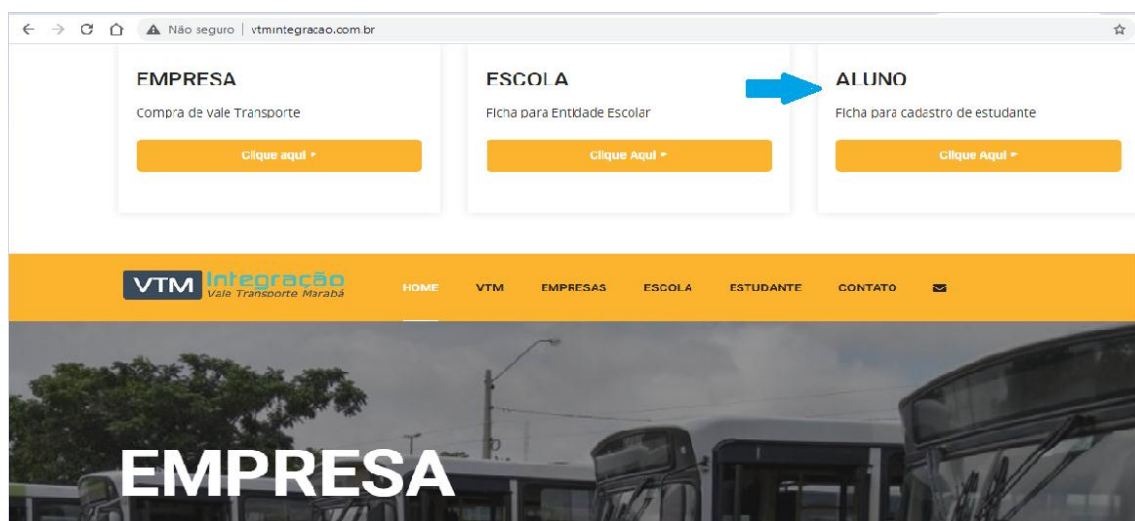 Não seguro | vtmintegracao.com.br
EMPRESA
Compra de vale Transporte
Clique aqui
ESCOLA
Ficha para Entidade Escolar
Clique Aqui
ALUNO
Ficha para cadastro de estudante
Clique Aqui
VTM Integração
Vale Transporte Marabá
HOME VTM EMPRESAS ESCOLA ESTUDANTE CONTATO
EMPRESA